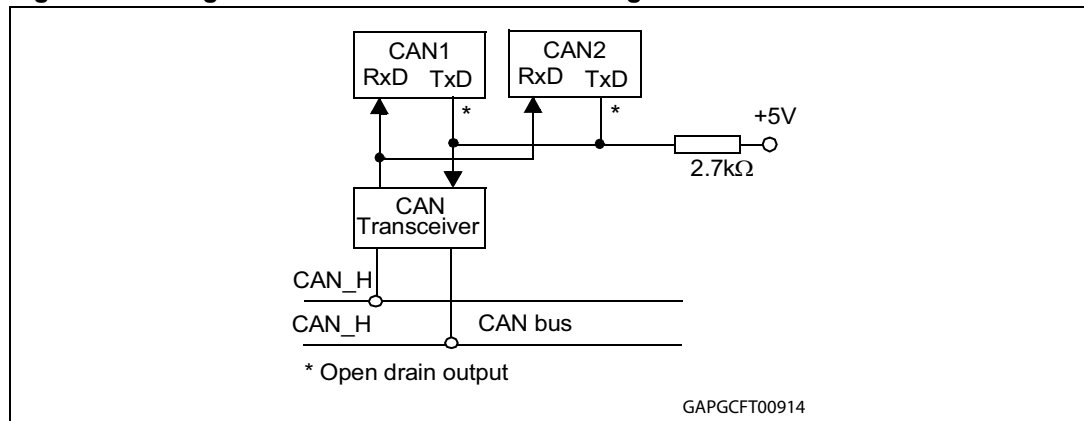 CAN1
RxD TxD
*
CAN2
RxD TxD
*
+5V
2.7kΩ
CAN
Transceiver
CAN_H
CAN_H
CAN bus
* Open drain output
GAPGCFT00914